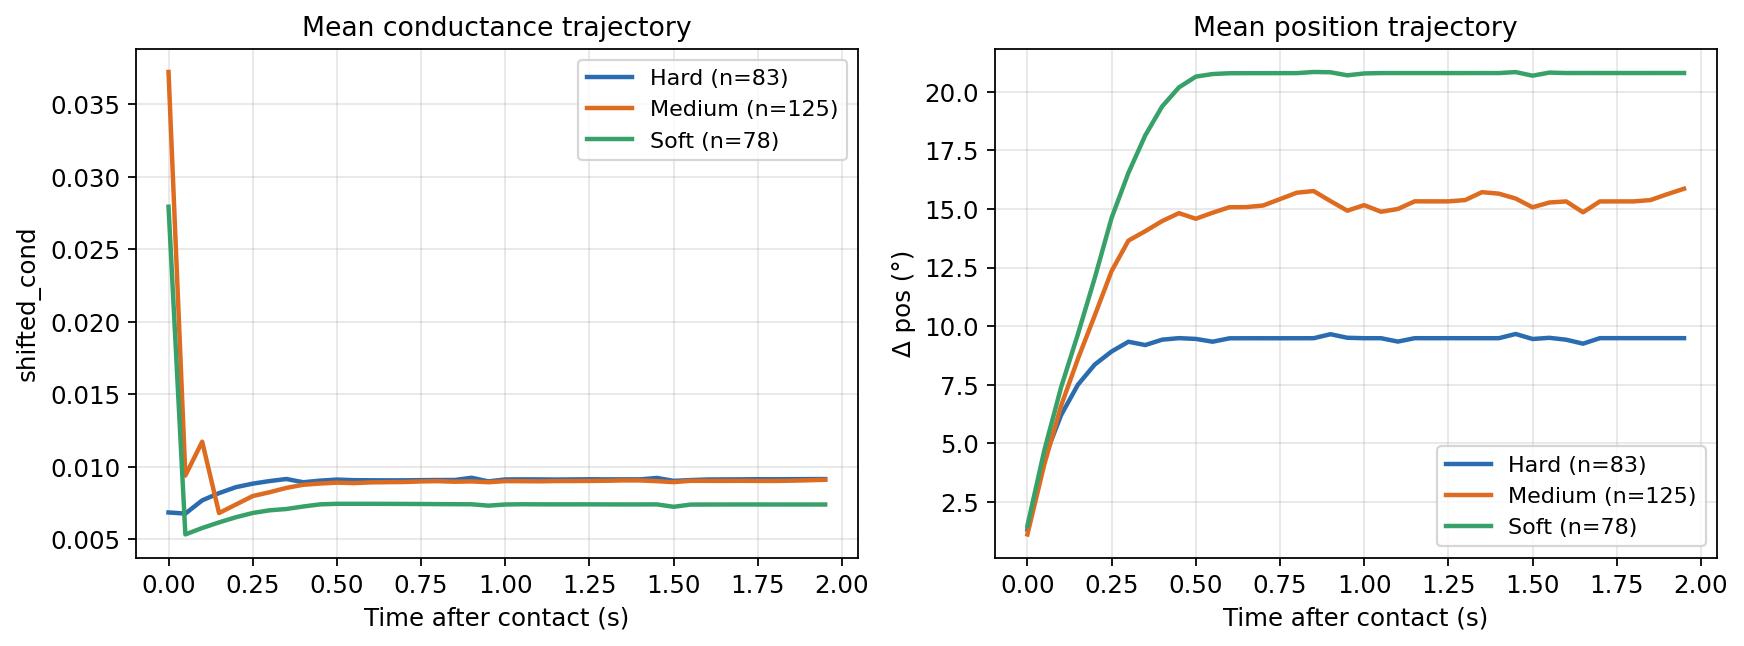 Mean conductance trajectory
shifted_cond
0.035
0.030
0.025
0.020
0.015
0.010
0.005
Hard (n=83)
Medium (n=125)
Soft (n=78)
0.00 0.25 0.50 0.75 1.00 1.25 1.50 1.75 2.00
Time after contact (s)
Mean position trajectory
Δ pos (°)
20.0
17.5
15.0
12.5
10.0
7.5
5.0
2.5
Hard (n=83)
Medium (n=125)
Soft (n=78)
0.00 0.25 0.50 0.75 1.00 1.25 1.50 1.75 2.00
Time after contact (s)